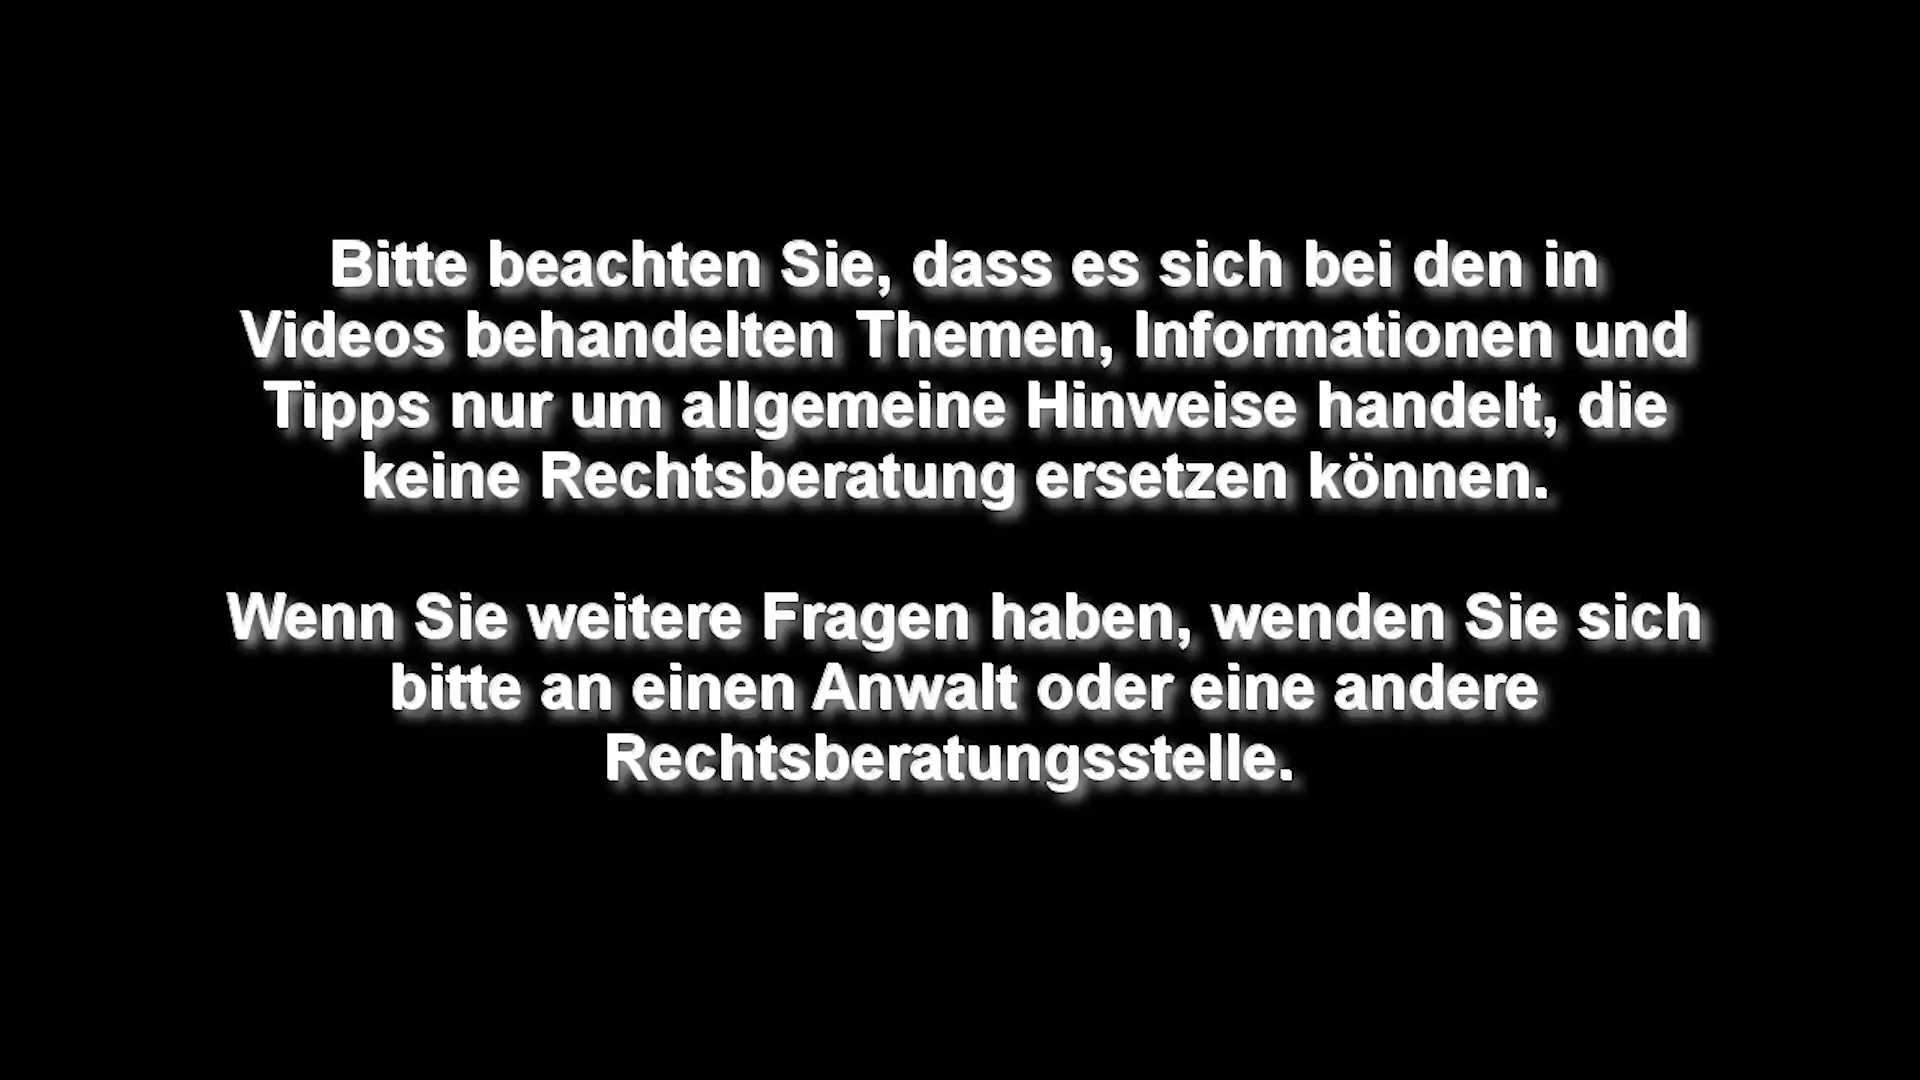 Bitte beachten Sie, dass es sich bei den in
Videos behandelten Themen, Informationen und
Tipps nur um allgemeine Hinweise handelt, die
keine Rechtsberatung ersetzen können.
Wenn Sie weitere Fragen haben, wenden Sie sich
bitte an einen Anwalt oder eine andere
Rechtsberatungsstelle.